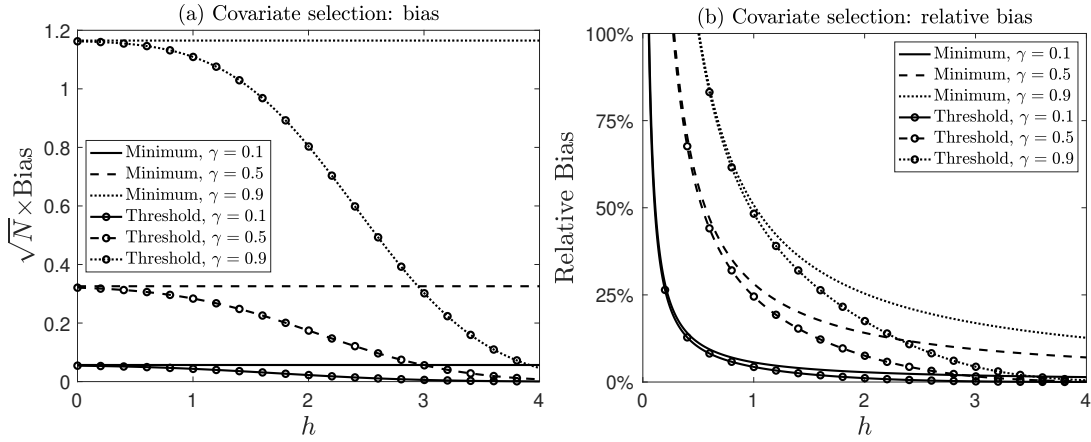 (a) Covariate selection: bias
√N×Bias
1.2
1
0.8
0.6
0.4
0.2
0
Minimum, γ = 0.1
Minimum, γ = 0.5
Minimum, γ = 0.9
Threshold, γ = 0.1
Threshold, γ = 0.5
Threshold, γ = 0.9
0 1 2 3 4
h
(b) Covariate selection: relative bias
Relative Bias
100%
75%
50%
25%
0%
Minimum, γ = 0.1
Minimum, γ = 0.5
Minimum, γ = 0.9
Threshold, γ = 0.1
Threshold, γ = 0.5
Threshold, γ = 0.9
0 1 2 3 4
h